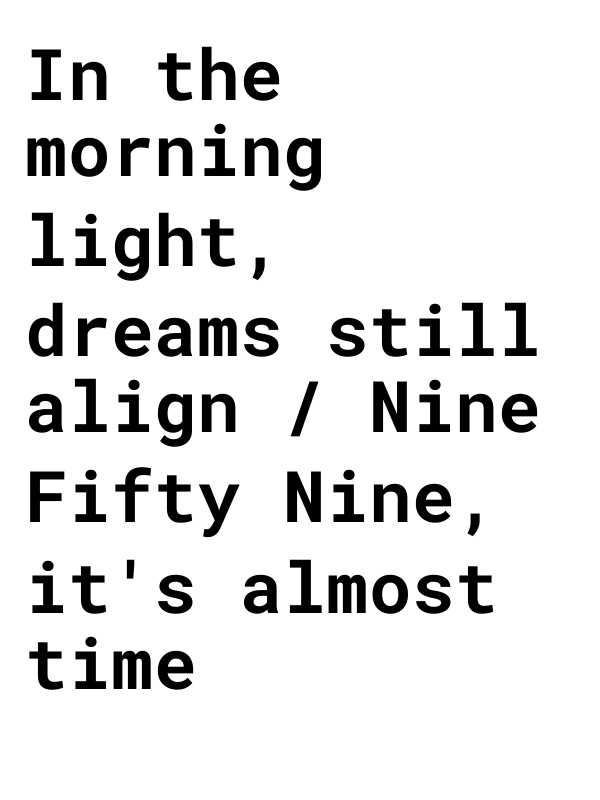 In the
morning
light,
dreams still
align / Nine
Fifty Nine,
it's almost
time